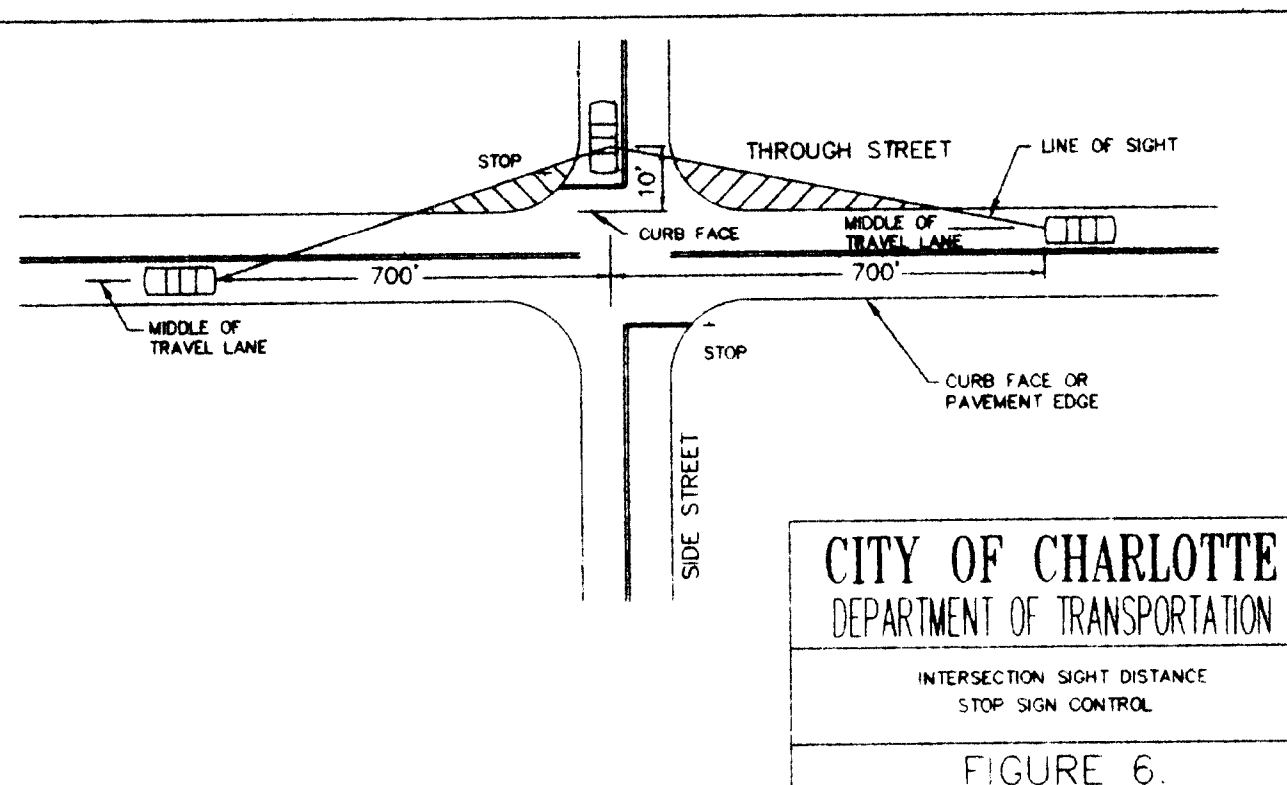 THROUGH STREET
LINE OF SIGHT
STOP
10'
CURB FACE
MIDDLE OF
TRAVEL LANE
700'
700'
MIDDLE OF
TRAVEL LANE
STOP
CURB FACE OR
PAVEMENT EDGE
SIDE STREET
CITY OF CHARLOTTE
DEPARTMENT OF TRANSPORTATION
INTERSECTION SIGHT DISTANCE
STOP SIGN CONTROL
FIGURE 6.